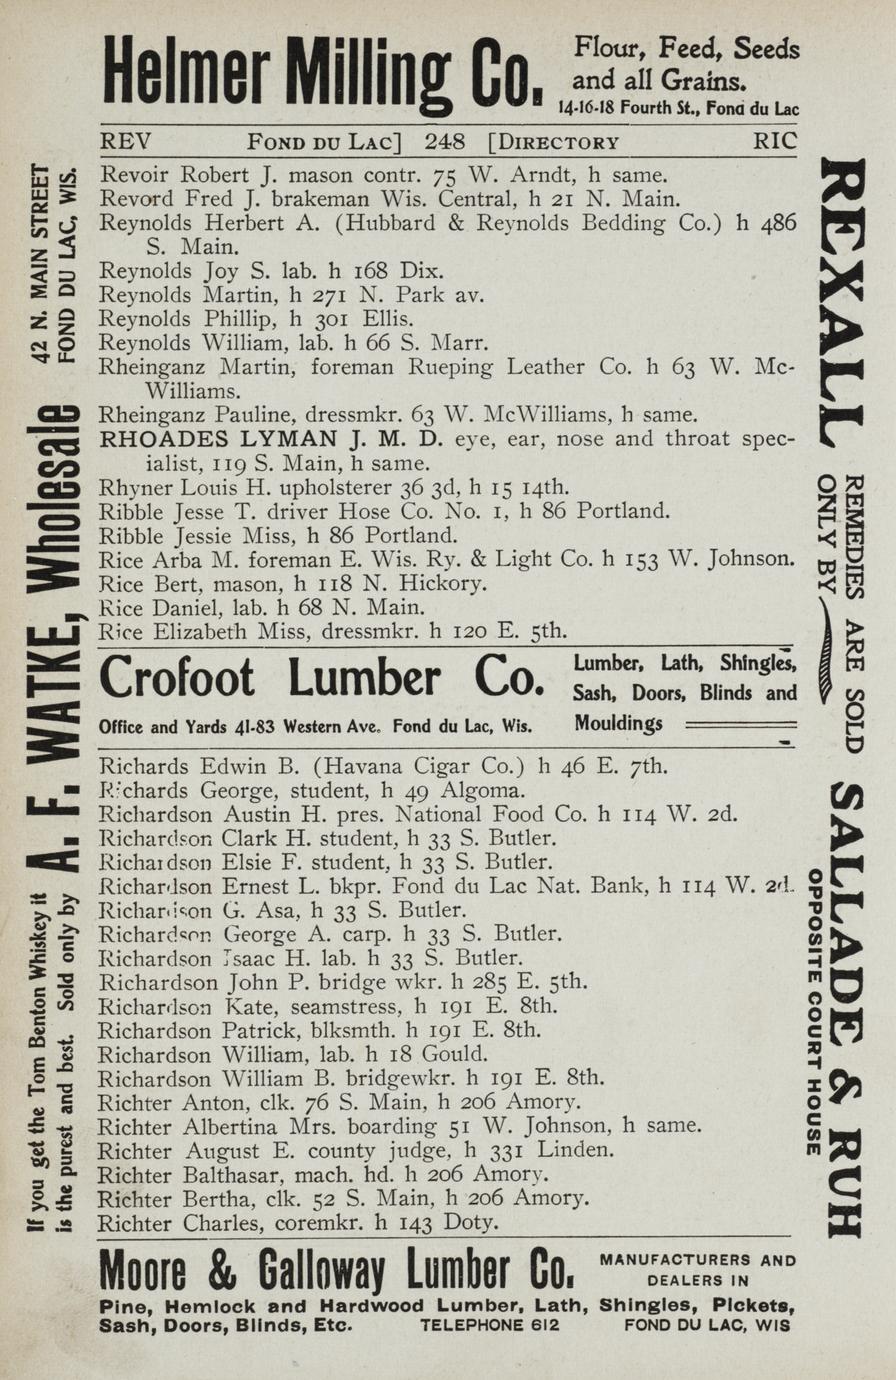 Helmer Milling Co.
Flour, Feed, Seeds
and all Grains.
14-16-18 Fourth St., Fond du Lac
REV FOND DU LAC] 248 [DIRECTORY RIC
Revoir Robert J. mason contr. 75 W. Arndt, h same.
Revord Fred J. brakeman Wis. Central, h 21 N. Main.
Reynolds Herbert A. (Hubbard & Reynolds Bedding Co.) h 486
S. Main.
Reynolds Joy S. lab. h 168 Dix.
Reynolds Martin, h 271 N. Park av.
Reynolds Phillip, h 301 Ellis.
Reynolds William, lab. h 66 S. Marr.
Rheinganz Martin, foreman Rueping Leather Co. h 63 W. Mc-
Williams.
Rheinganz Pauline, dressmkr. 63 W. McWilliams, h same.
RHOADES LYMAN J. M. D. eye, ear, nose and throat spec-
ialist, 119 S. Main, h same.
Rhyner Louis H. upholsterer 36 3d, h 15 14th.
Ribble Jesse T. driver Hose Co. No. 1, h 86 Portland.
Ribble Jessie Miss, h 86 Portland.
Rice Arba M. foreman E. Wis. Ry. & Light Co. h 153 W. Johnson.
Rice Bert, mason, h 118 N. Hickory.
Rice Daniel, lab. h 68 N. Main.
Rice Elizabeth Miss, dressmkr. h 120 E. 5th.
Crofoot Lumber Co.
Office and Yards 41-83 Western Ave. Fond du Lac, Wis.
Lumber, Lath, Shingles,
Sash, Doors, Blinds and
Mouldings
Richards Edwin B. (Havana Cigar Co.) h 46 E. 7th.
Richards George, student, h 49 Algoma.
Richardson Austin H. pres. National Food Co. h 114 W. 2d.
Richardson Clark H. student, h 33 S. Butler.
Richardson Elsie F. student, h 33 S. Butler.
Richardson Ernest L. bkpr. Fond du Lac Nat. Bank, h 114 W. 2d.
Richardson G. Asa, h 33 S. Butler.
Richardson George A. carp. h 33 S. Butler.
Richardson Isaac H. lab. h 33 S. Butler.
Richardson John P. bridge wkr. h 285 E. 5th.
Richardson Kate, seamstress, h 191 E. 8th.
Richardson Patrick, blksmth. h 191 E. 8th.
Richardson William, lab. h 18 Gould.
Richardson William B. bridgewkr. h 191 E. 8th.
Richter Anton, clk. 76 S. Main, h 206 Amory.
Richter Albertina Mrs. boarding 51 W. Johnson, h same.
Richter August E. county judge, h 331 Linden.
Richter Balthasar, mach. hd. h 206 Amory.
Richter Bertha, clk. 52 S. Main, h 206 Amory.
Richter Charles, coremkr. h 143 Doty.
Moore & Galloway Lumber Co.
MANUFACTURERS AND
DEALERS IN
Pine, Hemlock and Hardwood Lumber, Lath, Shingles, Pickets,
Sash, Doors, Blinds, Etc. TELEPHONE 612 FOND DU LAC, WIS
If you get the Tom Benton Whiskey it
is the purest and best. Sold only by
A. F. WATKE, Wholesale
42 N. MAIN STREET
FOND DU LAC, WIS.
REXALL
REMEDIES ARE SOLD
ONLY BY
SALLADE & RUH
OPPOSITE COURT HOUSE